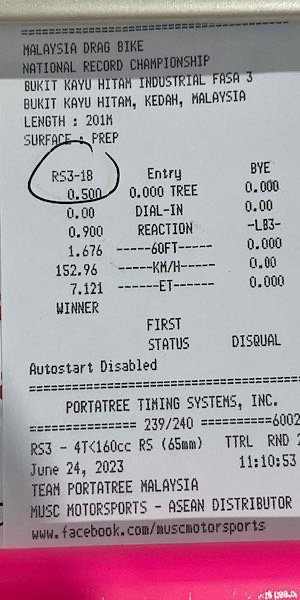 MALAYSIA DRAG BIKE
NATIONAL RECORD CHAMPIONSHIP
BUKIT KAYU HITAM INDUSTRIAL FASA 3
BUKIT KAYU HITAM, KEDAH, MALAYSIA
LENGTH : 201M
SURFACE : PREP
RS3-18 Entry BYE
0.500 0.000 TREE 0.000
0.00 DIAL-IN 0.00
0.900 REACTION -LB3-
1.676 -----60FT------ 0.000
152.96 -----KM/H------ 0.00
7.121 ------ET------ 0.000
WINNER
FIRST
STATUS DISQUAL
Autostart Disabled
PORTATREE TIMING SYSTEMS, INC.
================ 239/240 ===========6002
RS3 - 4T<160cc RS (65mm) TTRL RND 2
June 24, 2023 11:10:53
TEAM PORTATREE MALAYSIA
MUSC MOTORSPORTS - ASEAN DISTRIBUTOR
www.facebook.com/muscmotorsports